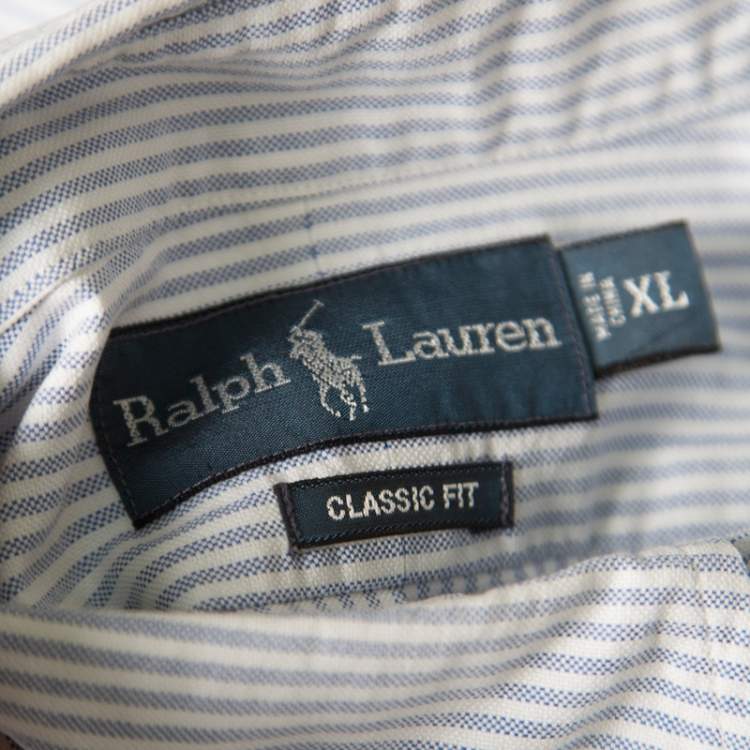 Ralph Lauren
MADE IN
CHINA
XL
CLASSIC FIT